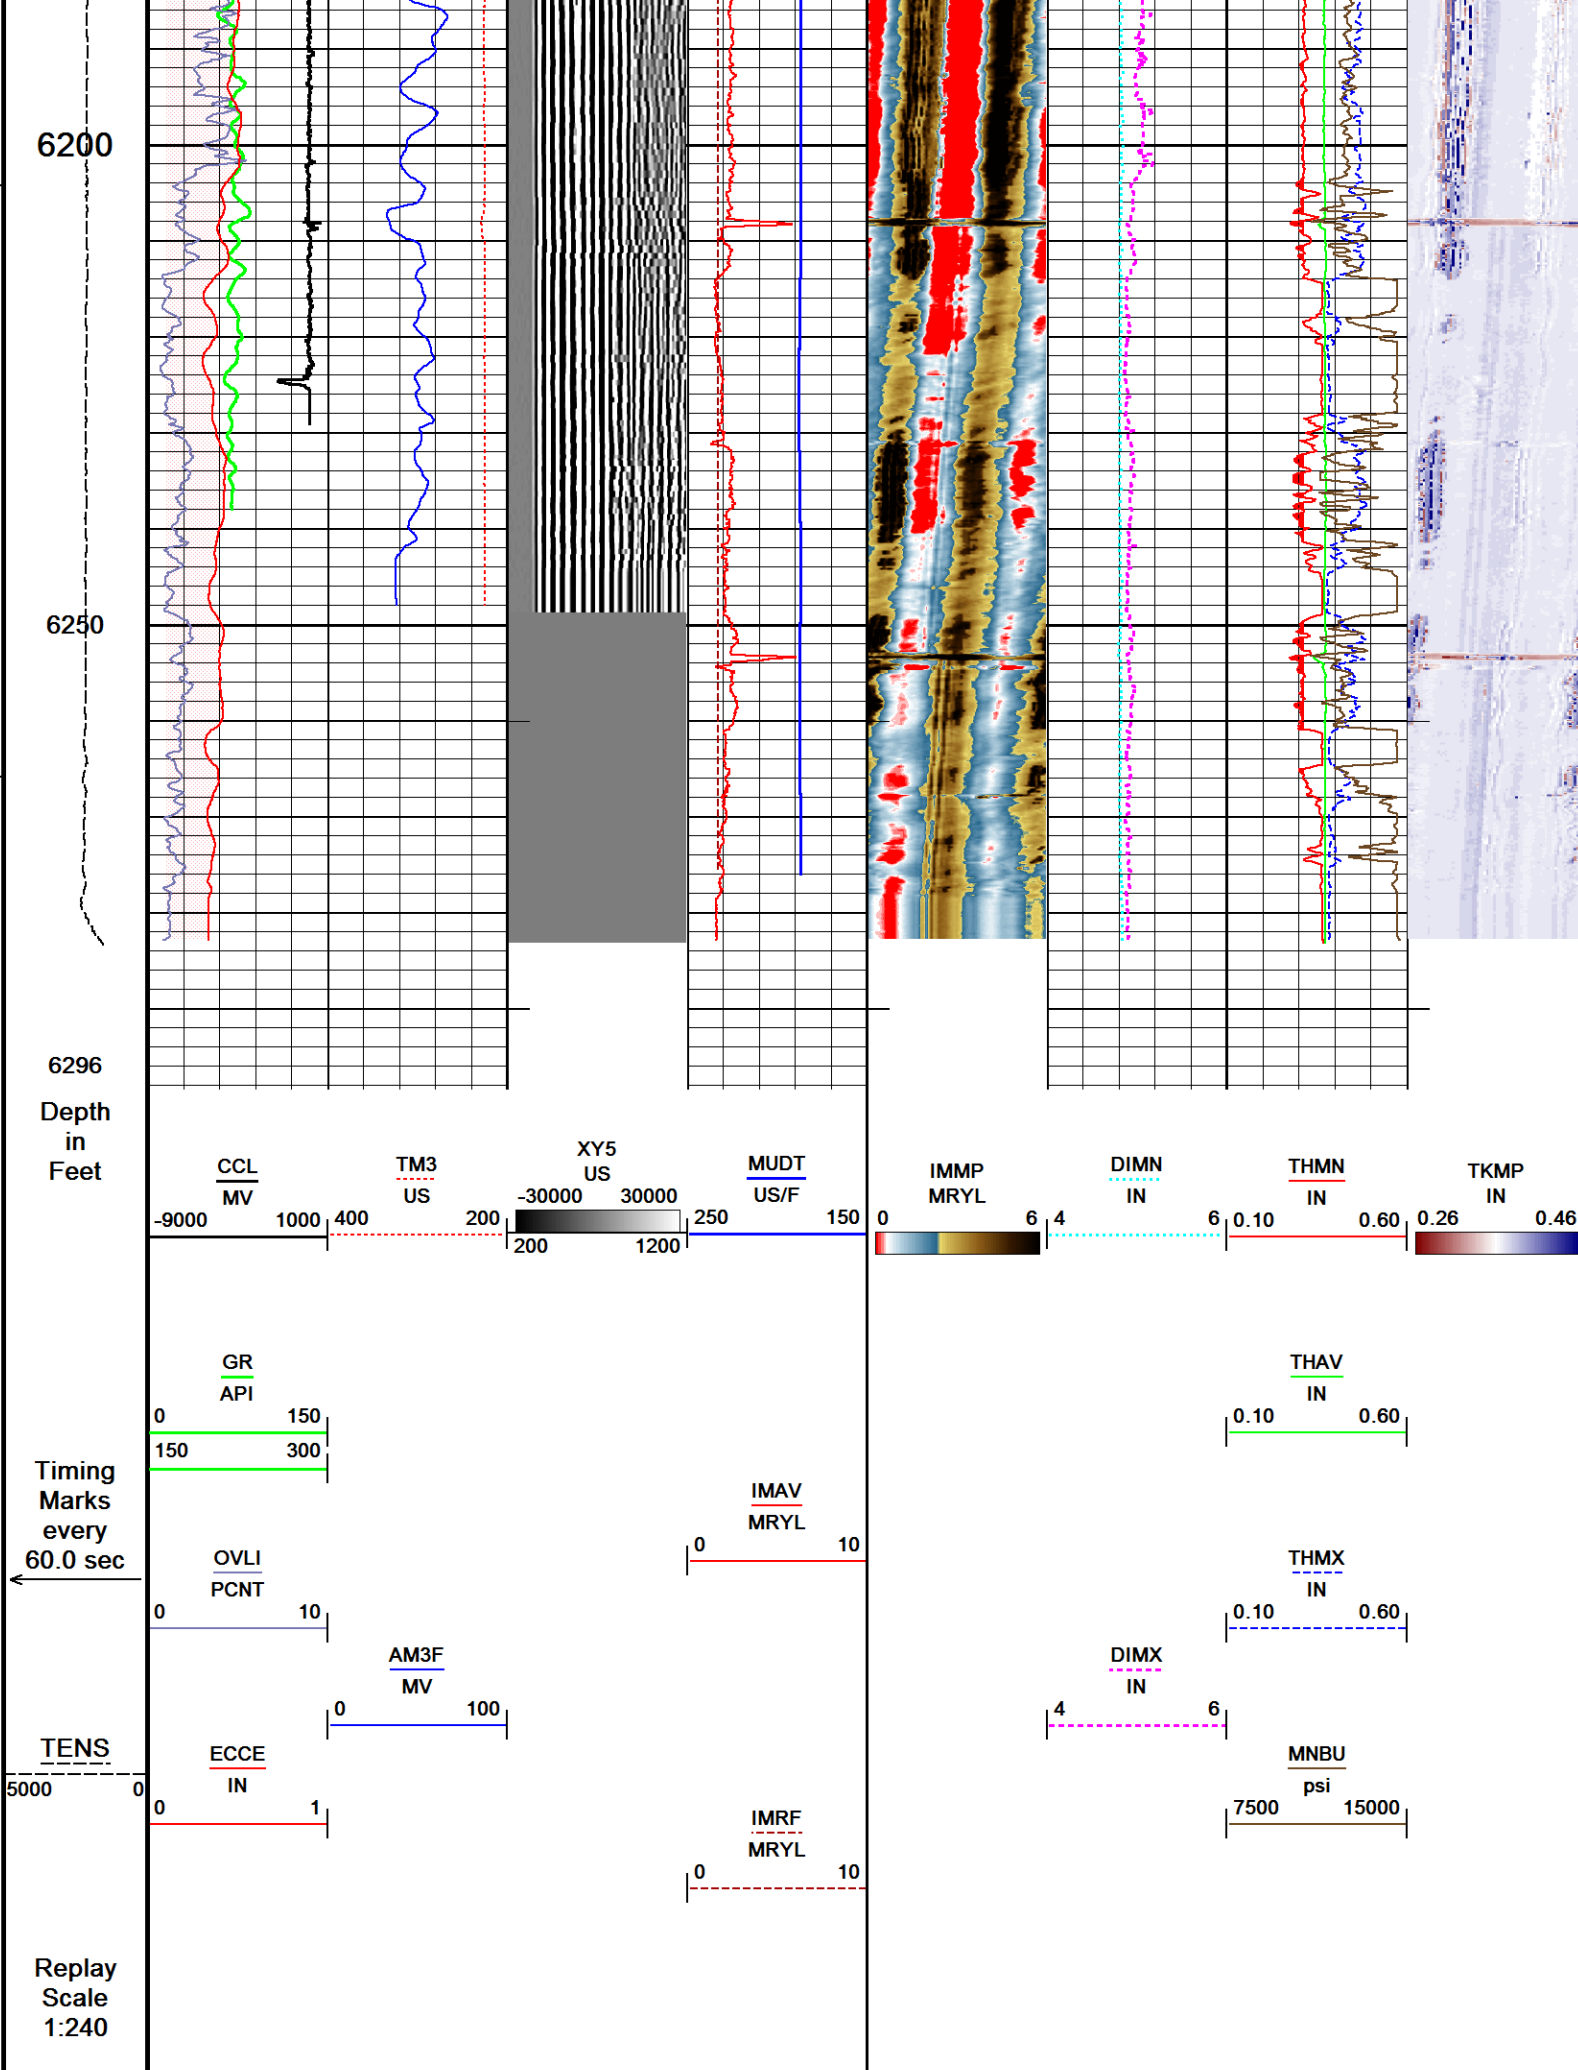 6200
6250
6296
Depth
in
Feet
CCL
MV
-9000 1000
TM3
US
400 200
XY5
US
-30000 30000
200 1200
MUDT
US/F
250 150
IMMP
MRYL
0 6
DIMN
IN
4 6
THMN
IN
0.10 0.60
TKMP
IN
0.26 0.46
GR
API
0 150
150 300
THAV
IN
0.10 0.60
Timing
Marks
every
60.0 sec
IMAV
MRYL
0 10
OVLI
PCNT
0 10
THMX
IN
0.10 0.60
AM3F
MV
0 100
DIMX
IN
4 6
TENS
5000 0
ECCE
IN
0 1
MNBU
psi
7500 15000
IMRF
MRYL
0 10
Replay
Scale
1:240